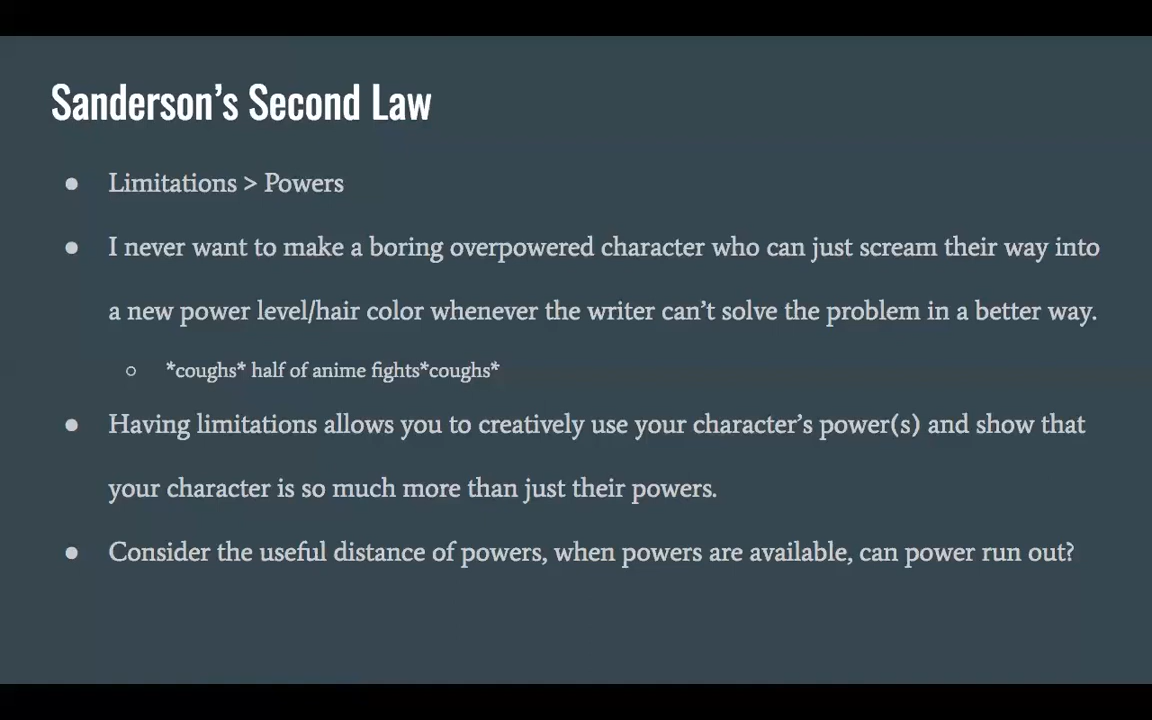 Sanderson’s Second Law
● Limitations > Powers
● I never want to make a boring overpowered character who can just scream their way into
a new power level/hair color whenever the writer can’t solve the problem in a better way.
○ *coughs* half of anime fights*coughs*
● Having limitations allows you to creatively use your character’s power(s) and show that
your character is so much more than just their powers.
● Consider the useful distance of powers, when powers are available, can power run out?